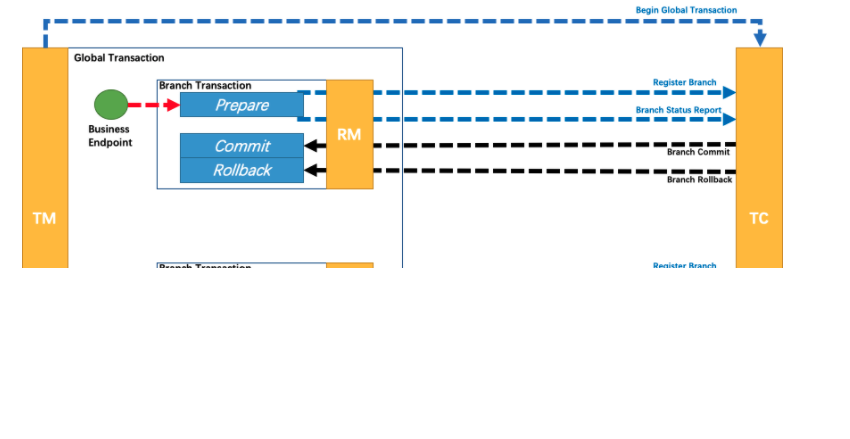 Begin Global Transaction
Global Transaction
Branch Transaction
Register Branch
Prepare
Branch Status Report
Business
Endpoint
RM
Commit
Branch Commit
Rollback
Branch Rollback
TM
TC
Branch Transaction
Register Branch